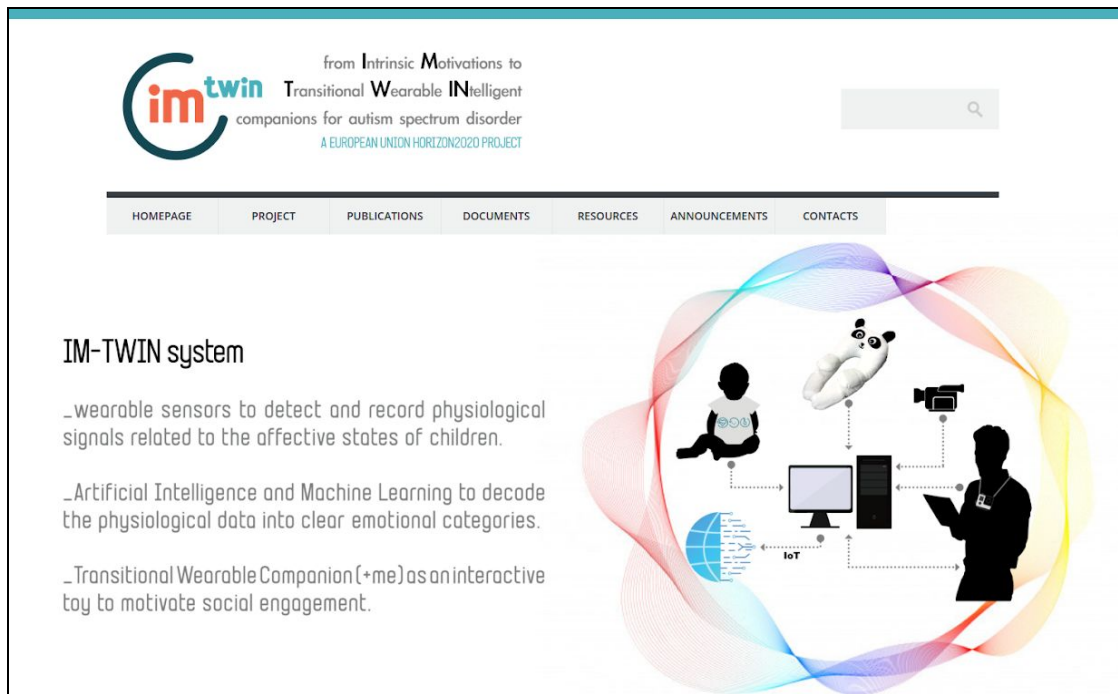 im twin
from Intrinsic Motivations to
Transitional Wearable INtelligent
companions for autism spectrum disorder
A EUROPEAN UNION HORIZON2020 PROJECT
HOMEPAGE PROJECT PUBLICATIONS DOCUMENTS RESOURCES ANNOUNCEMENTS CONTACTS
IM-TWIN system
_wearable sensors to detect and record physiological
signals related to the affective states of children.
_Artificial Intelligence and Machine Learning to decode
the physiological data into clear emotional categories.
_Transitional Wearable Companion (+me) as an interactive
toy to motivate social engagement.
IoT